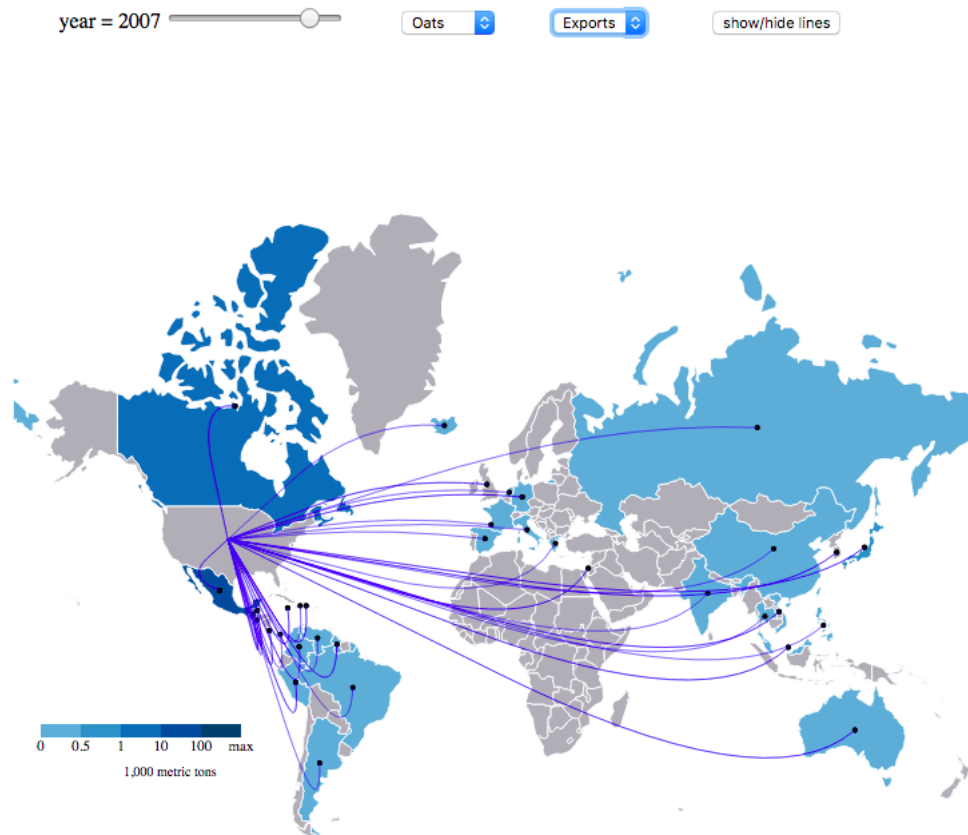 year = 2007 Oats Exports show/hide lines
0 0.5 1 10 100 max
1,000 metric tons